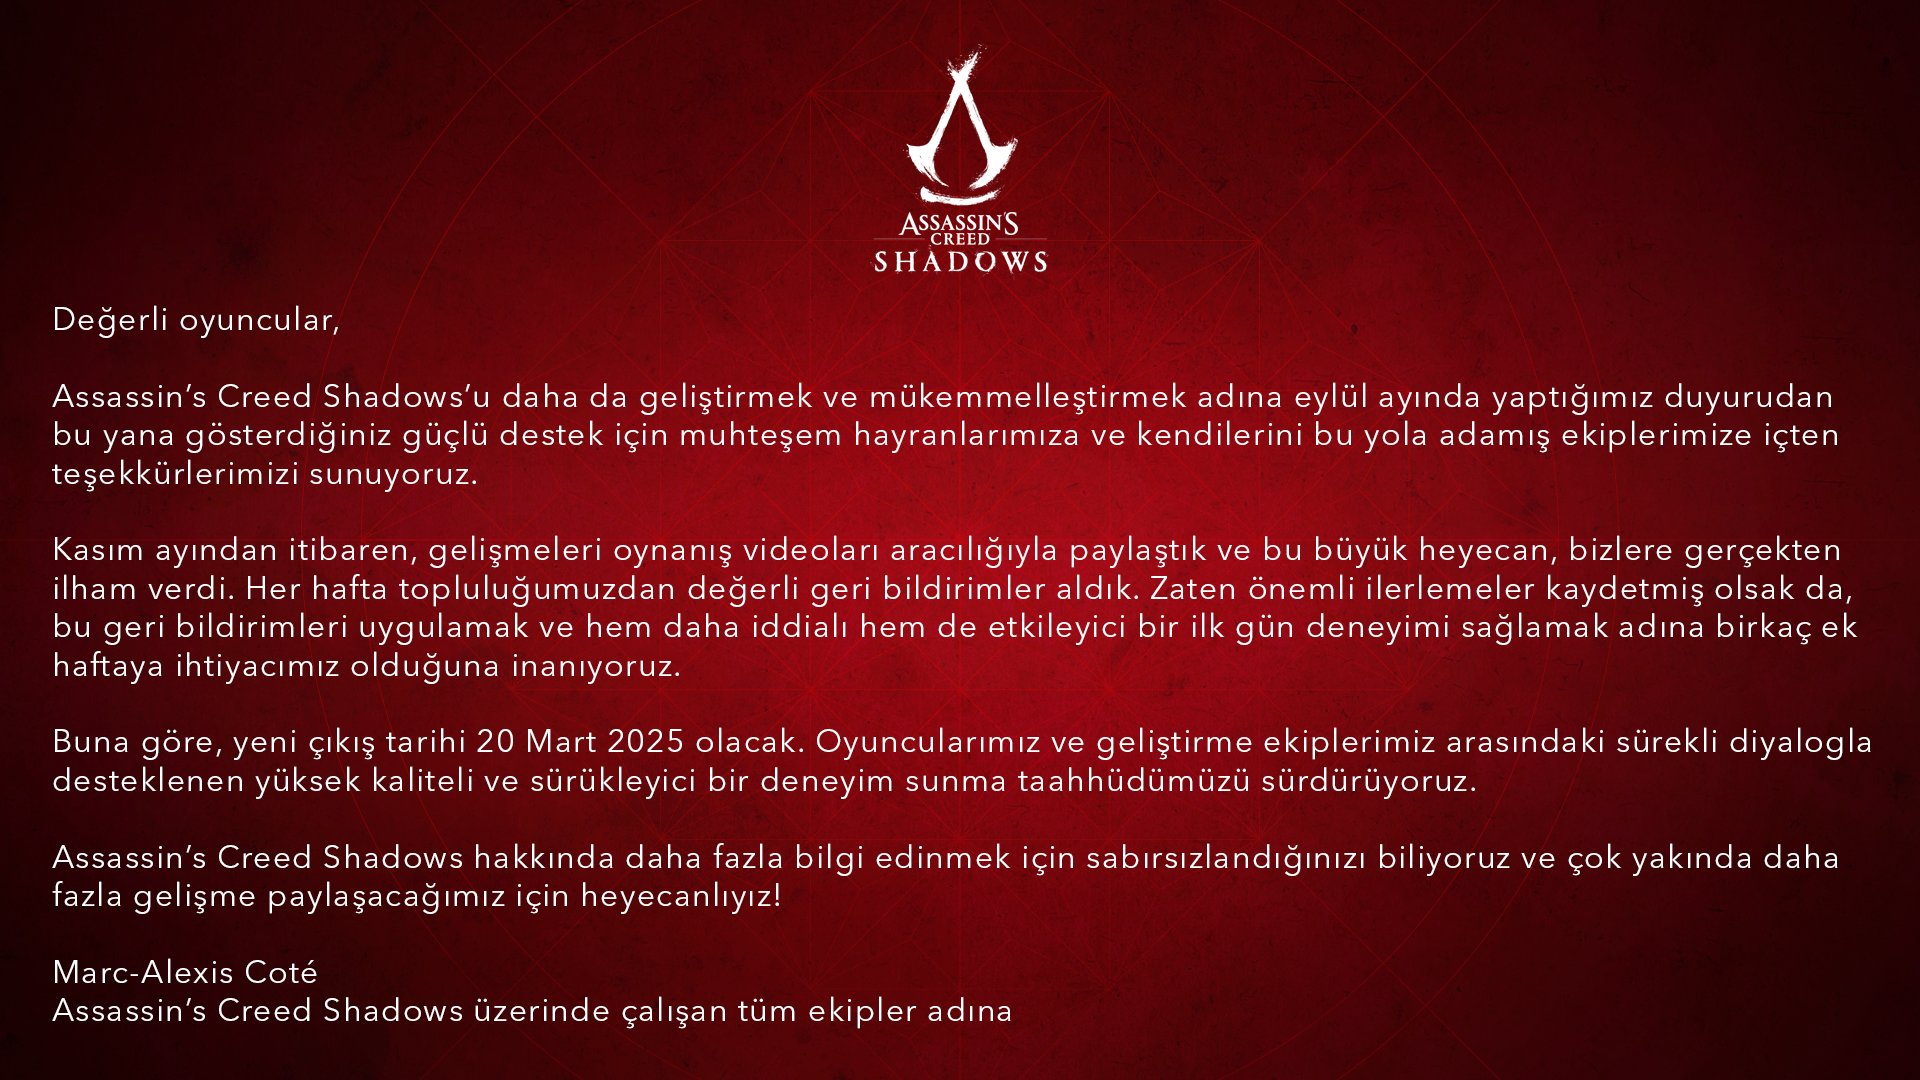 ASSASSIN'S
CREED
SHADOWS
Değerli oyuncular,
Assassin’s Creed Shadows’u daha da geliştirmek ve mükemmelleştirmek adına eylül ayında yaptığımız duyurudan
bu yana gösterdiğiniz güçlü destek için muhteşem hayranlarımıza ve kendilerini bu yola adamış ekiplerimize içten
teşekkürlerimizi sunuyoruz.
Kasım ayından itibaren, gelişmeleri oynanış videoları aracılığıyla paylaştık ve bu büyük heyecan, bizlere gerçekten
ilham verdi. Her hafta topluluğumuzdan değerli geri bildirimler aldık. Zaten önemli ilerlemeler kaydetmiş olsak da,
bu geri bildirimleri uygulamak ve hem daha iddialı hem de etkileyici bir ilk gün deneyimi sağlamak adına birkaç ek
haftaya ihtiyacımız olduğuna inanıyoruz.
Buna göre, yeni çıkış tarihi 20 Mart 2025 olacak. Oyuncularımız ve geliştirme ekiplerimiz arasındaki sürekli diyalogla
desteklenen yüksek kaliteli ve sürükleyici bir deneyim sunma taahhüdümüzü sürdürüyoruz.
Assassin’s Creed Shadows hakkında daha fazla bilgi edinmek için sabırsızlandığınızı biliyoruz ve çok yakında daha
fazla gelişme paylaşacağımız için heyecanlıyız!
Marc-Alexis Coté
Assassin’s Creed Shadows üzerinde çalışan tüm ekipler adına